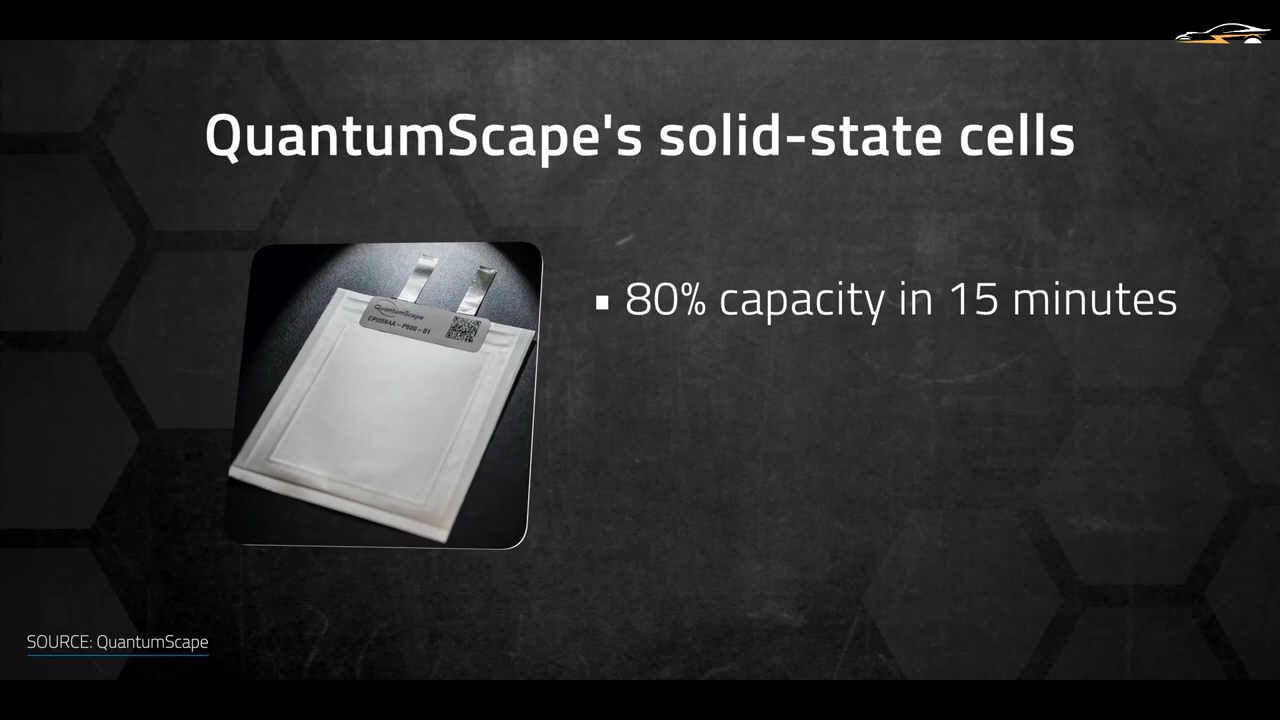 QuantumScape's solid-state cells
QuantumScape
80% capacity in 15 minutes
SOURCE: QuantumScape